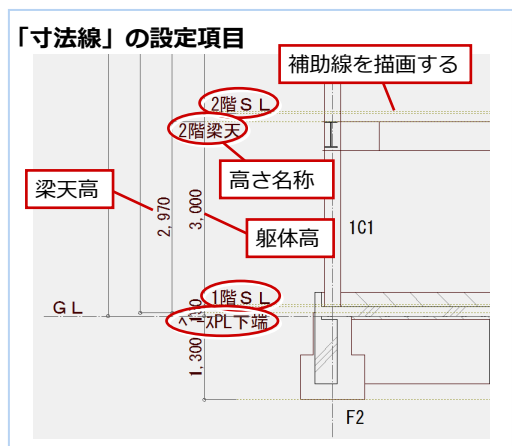 「寸法線」の設定項目
補助線を描画する
2階ＳＬ
2階梁天
高さ名称
梁天高
2,970
3,000
躯体高
1C1
1階ＳＬ
ＧＬ
ﾍﾞｰｽPL下端
1,300
F2